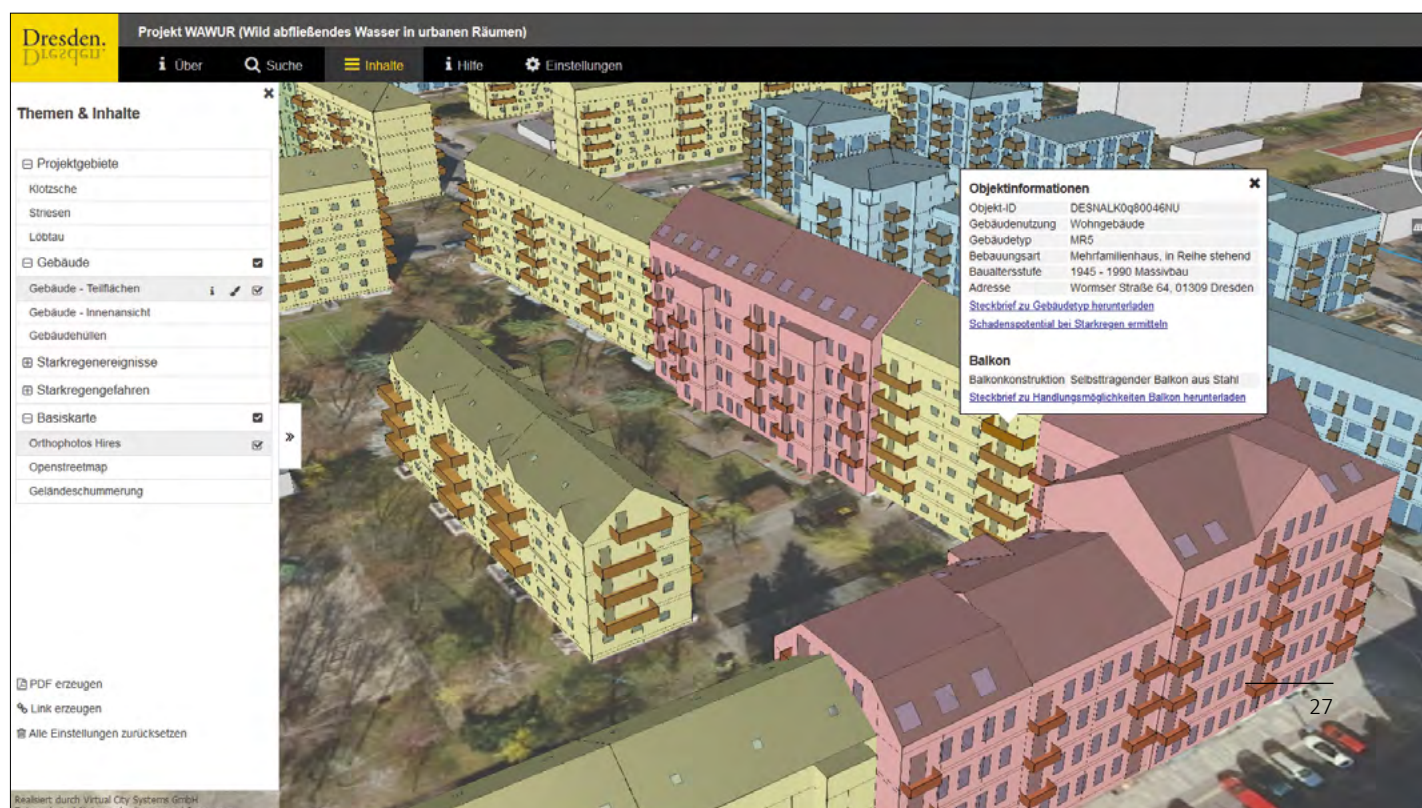 Dresden.
Dresden.
Projekt WAWUR (Wild abfließendes Wasser in urbanen Räumen)
Über
Suche
Inhalte
Hilfe
Einstellungen
Themen & Inhalte
Projektgebiete
Klotzsche
Striesen
Löbtau
Gebäude
Gebäude - Teilflächen
Gebäude - Innenansicht
Gebäudehüllen
Starkregenereignisse
Starkregengefahren
Basiskarte
Orthophotos Hires
Openstreetmap
Geländeschummerung
PDF erzeugen
Link erzeugen
Alle Einstellungen zurücksetzen
Realisiert durch Virtual City Systems GmbH
Objektinformationen
Objekt-ID DESNALK0q80046NU
Gebäudenutzung Wohngebäude
Gebäudetyp MR5
Bebauungsart Mehrfamilienhaus, in Reihe stehend
Baualtersstufe 1945 - 1990 Massivbau
Adresse Wormser Straße 64, 01309 Dresden
Steckbrief zu Gebäudetyp herunterladen
Schadenspotential bei Starkregen ermitteln
Balkon
Balkonkonstruktion Selbsttragender Balkon aus Stahl
Steckbrief zu Handlungsmöglichkeiten Balkon herunterladen
27